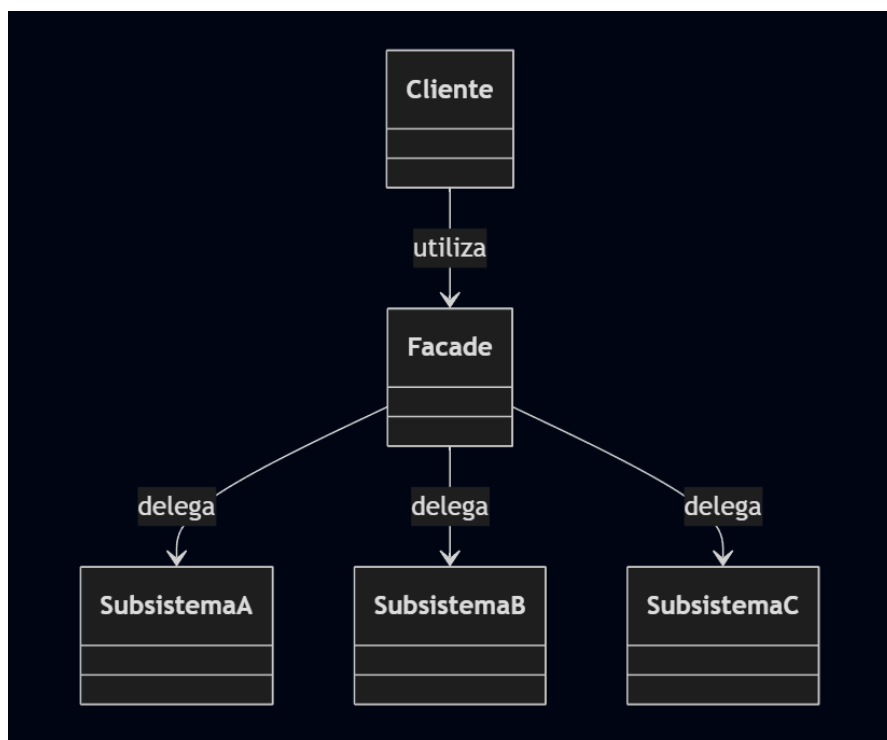 Cliente
utiliza
Facade
delega
delega
delega
SubsistemaA
SubsistemaB
SubsistemaC